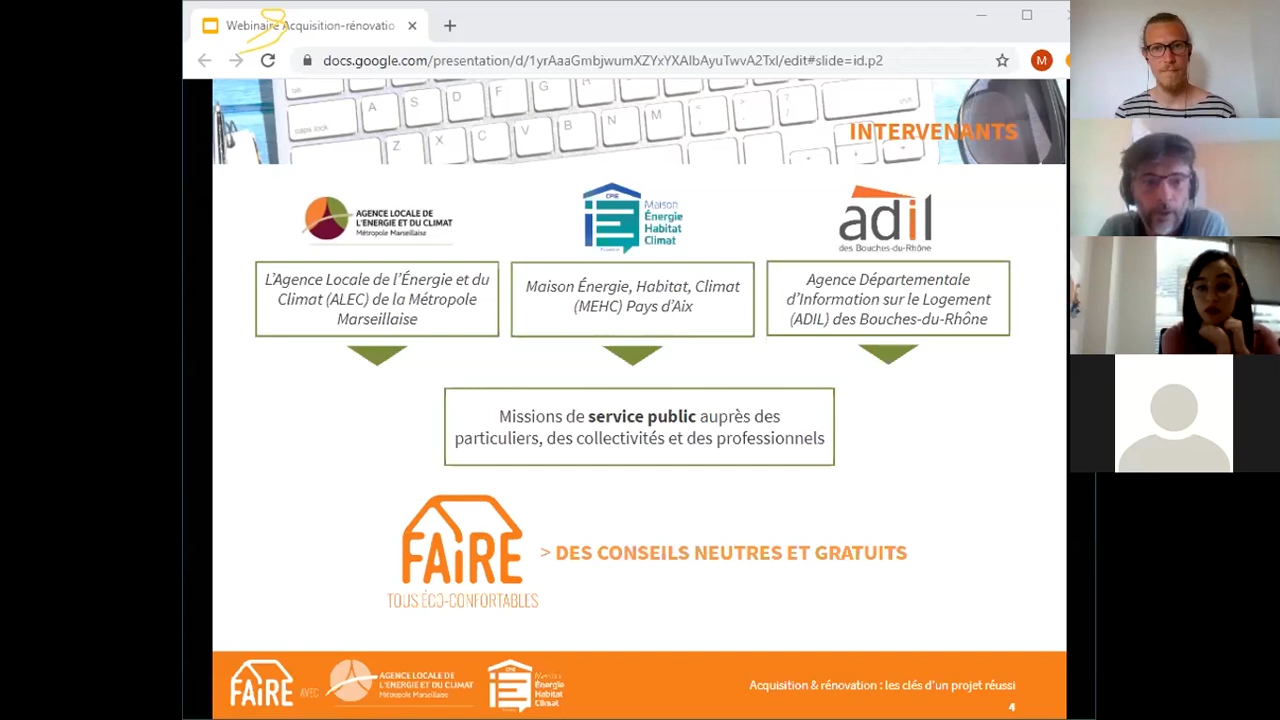 Webinaire Acquisition-rénovatio
docs.google.com/presentation/d/1yrAaaGmbjwumXZYxYXAIbAyuTwvA2TxI/edit#slide=id.p2
M
A S D F G H
caps lock
Z X C V B N M
INTERVENANTS
AGENCE LOCALE DE
L'ENERGIE ET DU CLIMAT
Métropole Marseillaise
CPIE
Maison
Énergie
Habitat
Climat
adil
des Bouches-du-Rhône
L'Agence Locale de l'Énergie et du
Climat (ALEC) de la Métropole
Marseillaise
Maison Énergie, Habitat, Climat
(MEHC) Pays d'Aix
Agence Départementale
d'Information sur le Logement
(ADIL) des Bouches-du-Rhône
Missions de service public auprès des
particuliers, des collectivités et des professionnels
FAiRE
TOUS ÉCO-CONFORTABLES
> DES CONSEILS NEUTRES ET GRATUITS
FAiRE
AVEC
AGENCE LOCALE DE
L'ENERGIE ET DU CLIMAT
Métropole Marseillaise
CPIE
Maison
Énergie
Habitat
Climat
Acquisition & rénovation : les clés d'un projet réussi
4